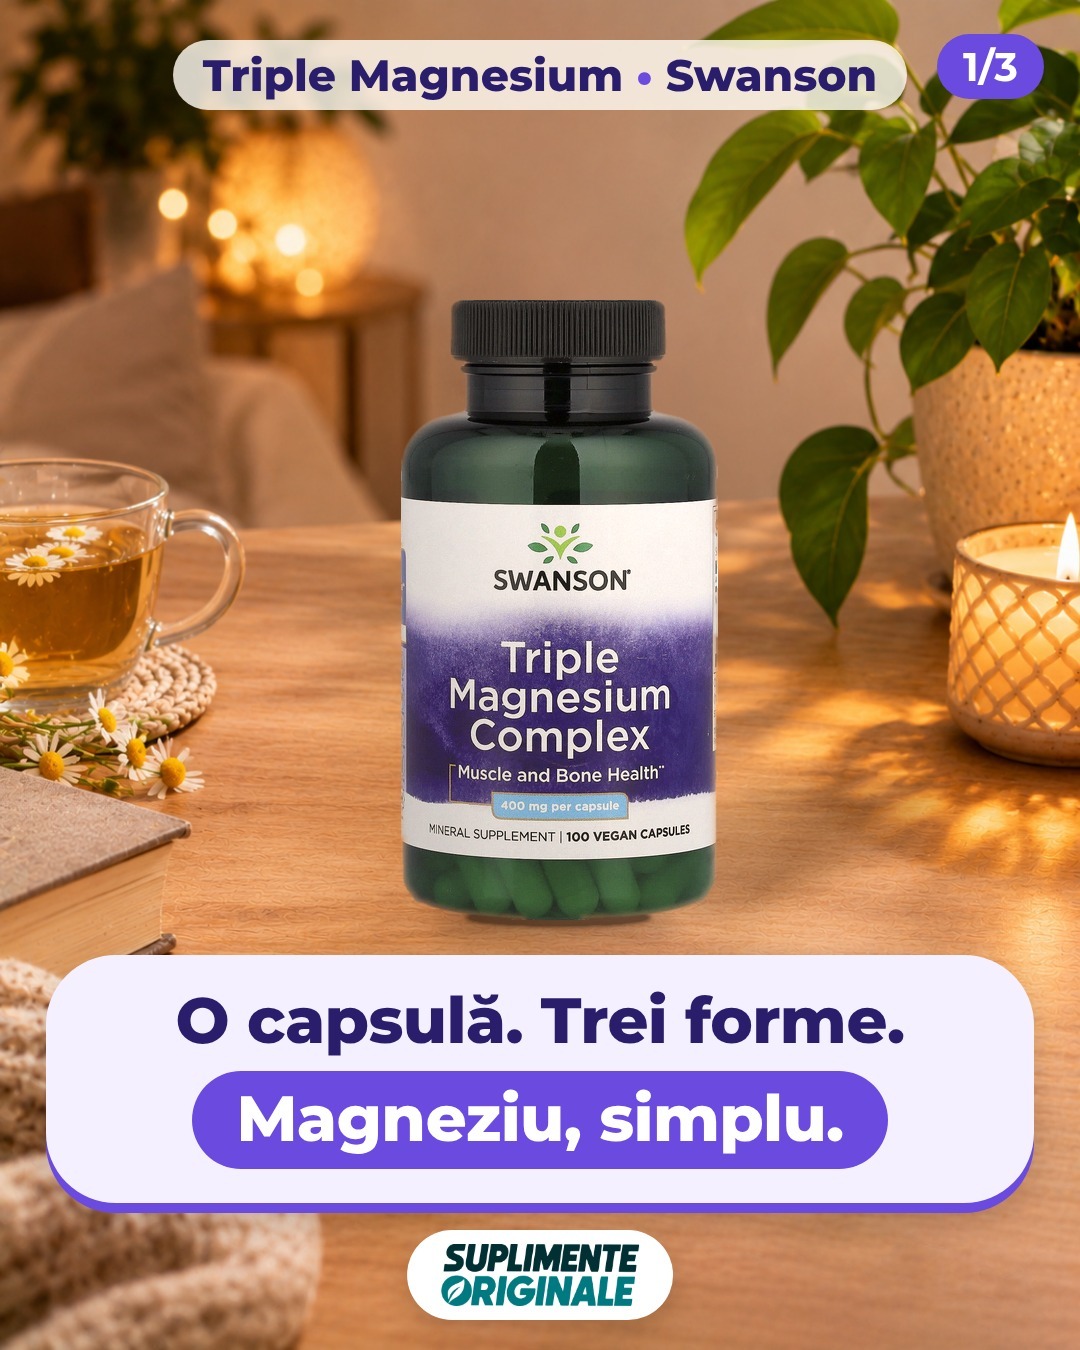 Triple Magnesium • Swanson
1/3
SWANSON
Triple
Magnesium
Complex
Muscle and Bone Health
400 mg per capsule
MINERAL SUPPLEMENT | 100 VEGAN CAPSULES
O capsulă. Trei forme.
Magneziu, simplu.
SUPLIMENTE
ORIGINALE